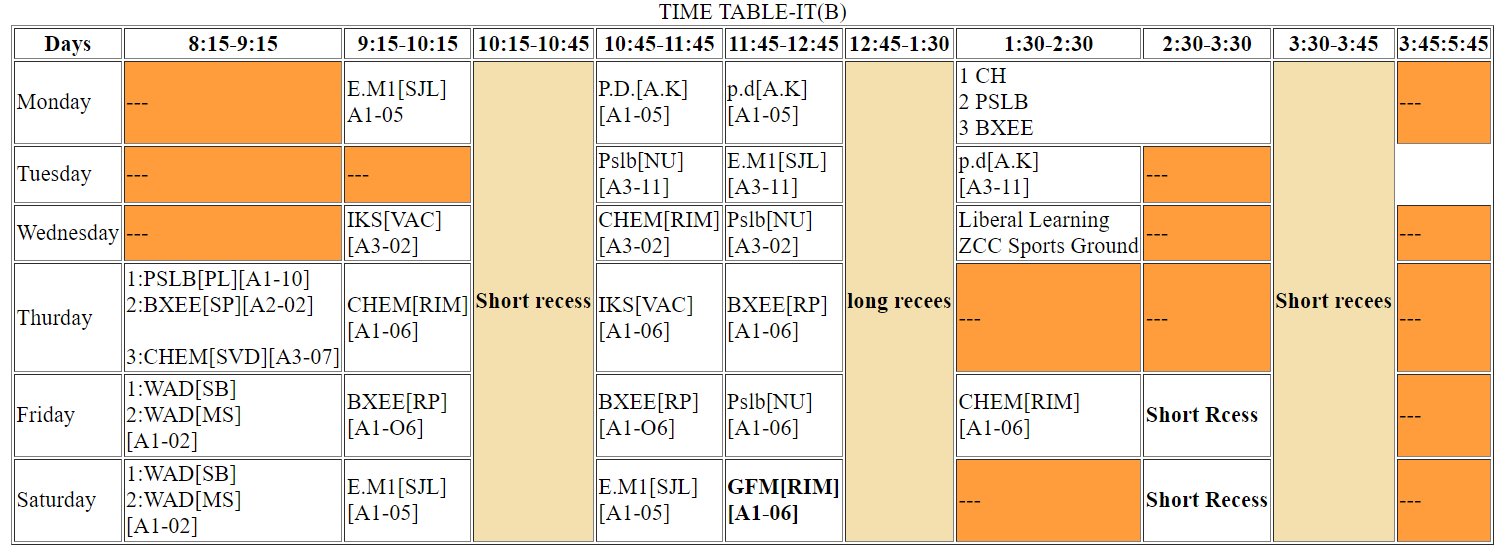 TIME TABLE-IT(B)
Days 8:15-9:15 9:15-10:15 10:15-10:45 10:45-11:45 11:45-12:45 12:45-1:30 1:30-2:30 2:30-3:30 3:30-3:45 3:45:5:45
Monday
---
E.M1[SJL]
A1-05
P.D.[A.K]
[A1-05]
p.d[A.K]
[A1-05]
1 CH
2 PSLB
3 BXEE
---
Tuesday
---
---
Pslb[NU]
[A3-11]
E.M1[SJL]
[A3-11]
p.d[A.K]
[A3-11]
---
Wednesday
---
IKS[VAC]
[A3-02]
CHEM[RIM]
[A3-02]
Pslb[NU]
[A3-02]
Liberal Learning
ZCC Sports Ground
---
---
Thurday
1:PSLB[PL][A1-10]
2:BXEE[SP][A2-02]
3:CHEM[SVD][A3-07]
CHEM[RIM]
[A1-06]
Short recess
IKS[VAC]
[A1-06]
BXEE[RP]
[A1-06]
long recees
---
---
Short recees
---
Friday
1:WAD[SB]
2:WAD[MS]
[A1-02]
BXEE[RP]
[A1-O6]
BXEE[RP]
[A1-O6]
Pslb[NU]
[A1-06]
CHEM[RIM]
[A1-06]
Short Rcess
---
Saturday
1:WAD[SB]
2:WAD[MS]
[A1-02]
E.M1[SJL]
[A1-05]
E.M1[SJL]
[A1-05]
GFM[RIM]
[A1-06]
---
Short Recess
---